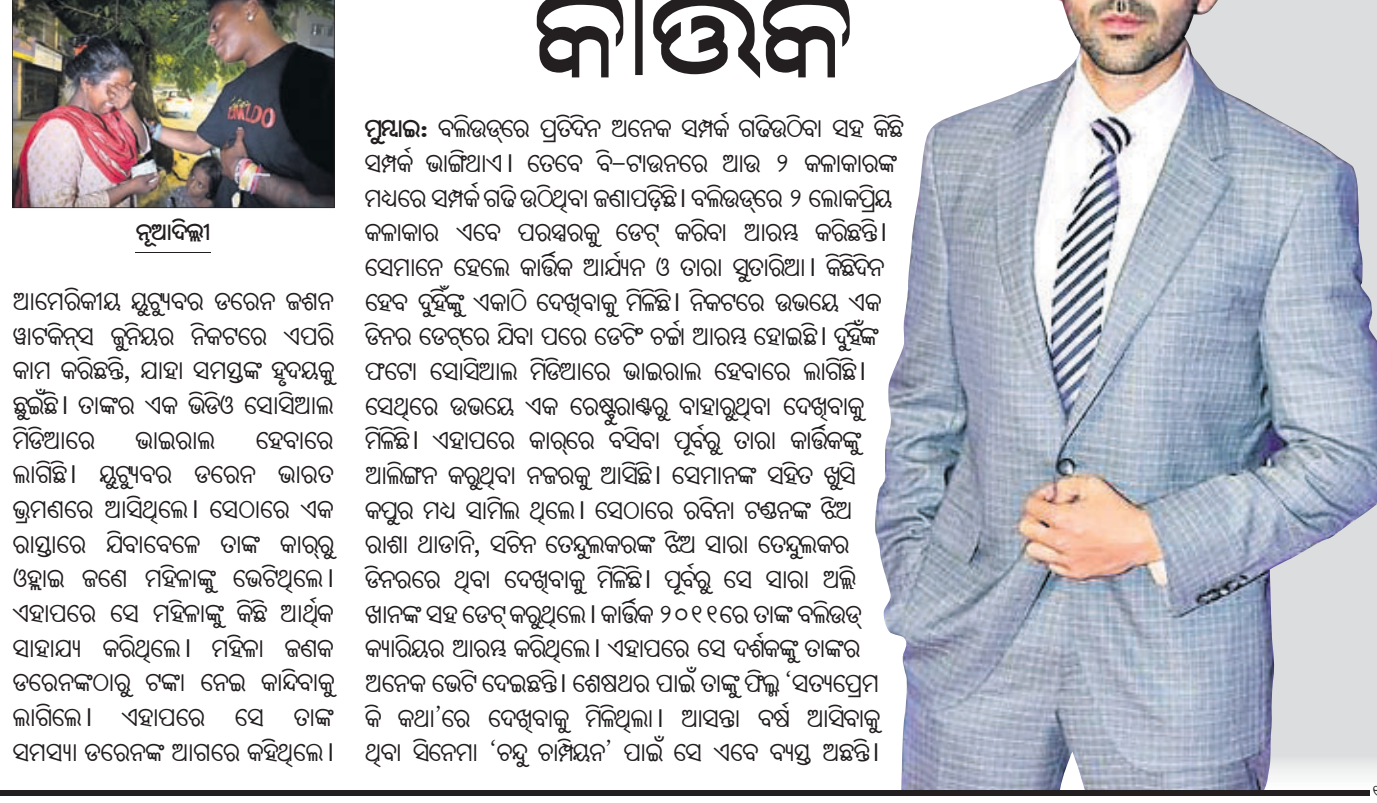 କାର୍ତ୍ତିକ
ନୂଆଦିଲ୍ଲୀ
ଆମେରିକୀୟ ୟୁଟ୍ୟୁବର ଡରେନ ଜଶନ
ୱାଟକିନ୍‌ସ ଜୁନିୟର ନିକଟରେ ଏପରି
କାମ କରିଛନ୍ତି, ଯାହା ସମସ୍ତଙ୍କ ହୃଦୟକୁ
ଛୁଇଁଛି। ତାଙ୍କର ଏକ ଭିଡିଓ ସୋସିଆଲ
ମିଡିଆରେ ଭାଇରାଲ ହେବାରେ
ଲାଗିଛି। ୟୁଟ୍ୟୁବର ଡରେନ ଭାରତ
ଭ୍ରମଣରେ ଆସିଥିଲେ। ସେଠାରେ ଏକ
ରାସ୍ତାରେ ଯିବାବେଳେ ତାଙ୍କ କାର୍‌ରୁ
ଓହ୍ଲାଇ ଜଣେ ମହିଳାଙ୍କୁ ଭେଟିଥିଲେ।
ଏହାପରେ ସେ ମହିଳାଙ୍କୁ କିଛି ଆର୍ଥିକ
ସାହାଯ୍ୟ କରିଥିଲେ। ମହିଳା ଜଣକ
ଡରେନଙ୍କଠାରୁ ଟଙ୍କା ନେଇ କାନ୍ଦିବାକୁ
ଲାଗିଲେ। ଏହାପରେ ସେ ତାଙ୍କ
ସମସ୍ୟା ଡରେନଙ୍କ ଆଗରେ କହିଥିଲେ।
ମୁମ୍ବାଇ: ବଲିଉଡ୍‌ରେ ପ୍ରତିଦିନ ଅନେକ ସମ୍ପର୍କ ଗଢିଉଠିବା ସହ କିଛି
ସମ୍ପର୍କ ଭାଙ୍ଗିଥାଏ। ତେବେ ବି-ଟାଉନରେ ଆଉ ୨ କଳାକାରଙ୍କ
ମଧ୍ୟରେ ସମ୍ପର୍କ ଗଢି ଉଠିଥିବା ଜଣାପଡ଼ିଛି। ବଲିଉଡ୍‌ରେ ୨ ଲୋକପ୍ରିୟ
କଳାକାର ଏବେ ପରସ୍ପରକୁ ଡେଟ୍ କରିବା ଆରମ୍ଭ କରିଛନ୍ତି।
ସେମାନେ ହେଲେ କାର୍ତ୍ତିକ ଆର୍ଯ୍ୟନ ଓ ତାରା ସୁତାରିଆ। କିଛିଦିନ
ହେବ ଦୁହିଁଙ୍କୁ ଏକାଠି ଦେଖିବାକୁ ମିଳିଛି। ନିକଟରେ ଉଭୟେ ଏକ
ଡିନର ଡେଟ୍‌ରେ ଯିବା ପରେ ଡେଟିଂ ଚର୍ଚ୍ଚା ଆରମ୍ଭ ହୋଇଛି। ଦୁହିଁଙ୍କ
ଫଟୋ ସୋସିଆଲ ମିଡିଆରେ ଭାଇରାଲ ହେବାରେ ଲାଗିଛି।
ସେଥିରେ ଉଭୟେ ଏକ ରେଷ୍ଟୁରାଣ୍ଟରୁ ବାହାରୁଥିବା ଦେଖିବାକୁ
ମିଳିଛି। ଏହାପରେ କାର୍‌ରେ ବସିବା ପୂର୍ବରୁ ତାରା କାର୍ତ୍ତିକଙ୍କୁ
ଆଲିଙ୍ଗନ କରୁଥିବା ନଜରକୁ ଆସିଛି। ସେମାନଙ୍କ ସହିତ ଖୁସି
କପୁର ମଧ୍ୟ ସାମିଲ ଥିଲେ। ସେଠାରେ ରବିନା ଟଣ୍ଡନଙ୍କ ଝିଅ
ରାଶା ଥାଡାନି, ସଚିନ ତେନ୍ଦୁଲକରଙ୍କ ଝିଅ ସାରା ତେନ୍ଦୁଲକର
ଡିନରରେ ଥିବା ଦେଖିବାକୁ ମିଳିଛି। ପୂର୍ବରୁ ସେ ସାରା ଅଲ୍ଲି
ଖାନଙ୍କ ସହ ଡେଟ୍ କରୁଥିଲେ। କାର୍ତ୍ତିକ ୨୦୧୧ରେ ତାଙ୍କ ବଲିଉଡ୍
କ୍ୟାରିୟର ଆରମ୍ଭ କରିଥିଲେ। ଏହାପରେ ସେ ଦର୍ଶକଙ୍କୁ ତାଙ୍କର
ଅନେକ ଭେଟି ଦେଇଛନ୍ତି। ଶେଷଥର ପାଇଁ ତାଙ୍କୁ ଫିଲ୍ମ ‘ସତ୍ୟପ୍ରେମ
କି କଥା’ରେ ଦେଖିବାକୁ ମିଳିଥିଲା। ଆସନ୍ତା ବର୍ଷ ଆସିବାକୁ
ଥିବା ସିନେମା ‘ଚନ୍ଦୁ ଚାମ୍ପିୟନ’ ପାଇଁ ସେ ଏବେ ବ୍ୟସ୍ତ ଅଛନ୍ତି।